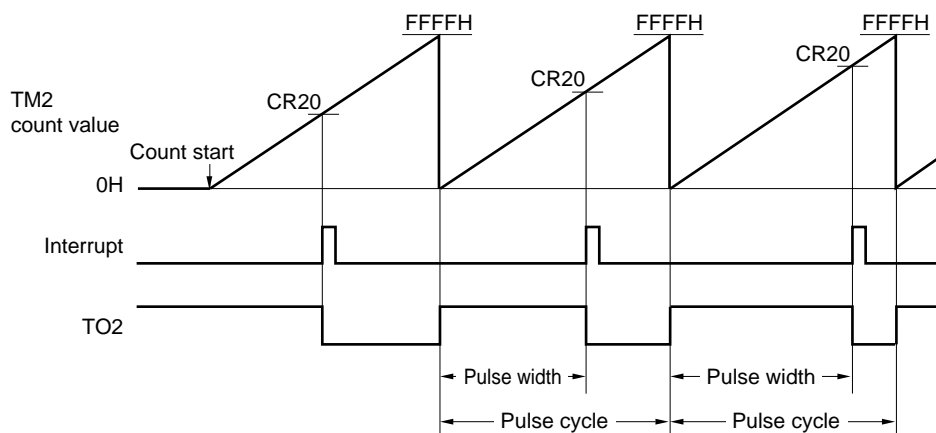 FFFFH
FFFFH
FFFFH
CR20
CR20
CR20
TM2
count value
Count start
0H
Interrupt
TO2
Pulse width
Pulse width
Pulse cycle
Pulse cycle